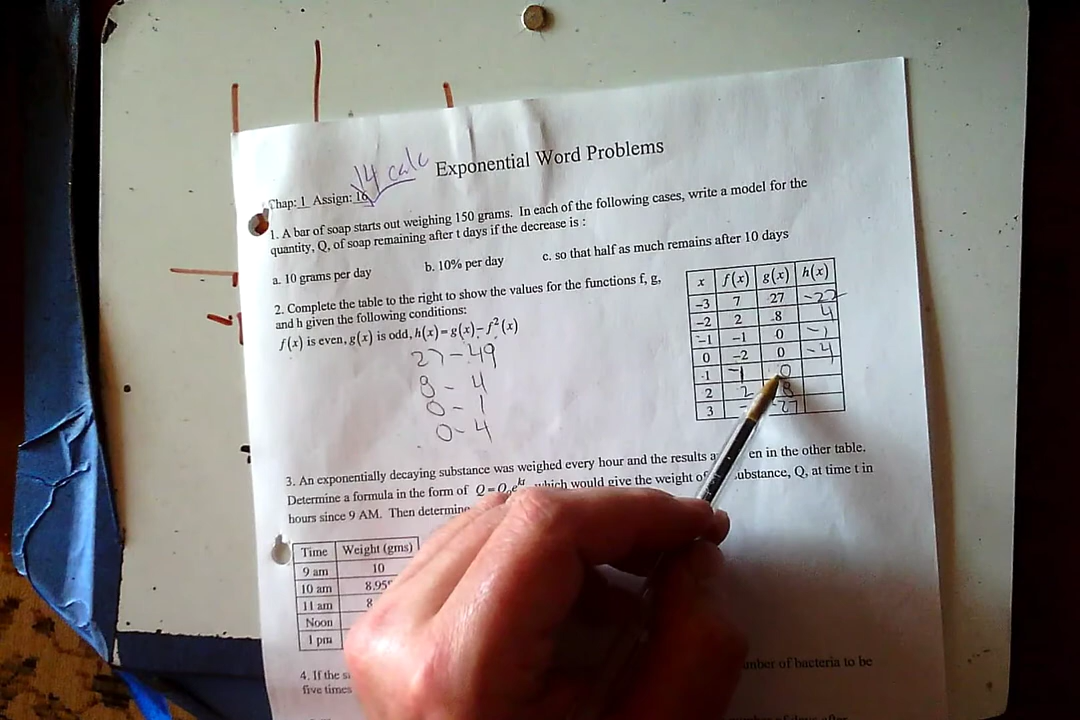 14 calc
Exponential Word Problems
Chap: 1 Assign: 16
1. A bar of soap starts out weighing 150 grams. In each of the following cases, write a model for the
quantity, Q, of soap remaining after t days if the decrease is :
a. 10 grams per day b. 10% per day c. so that half as much remains after 10 days
2. Complete the table to the right to show the values for the functions f, g,
and h given the following conditions:
f(x) is even, g(x) is odd, h(x) = g(x) - f²(x)
27 - 49
8 - 4
0 - 1
0 - 4
x f(x) g(x) h(x)
-3 7 27 -22
-2 2 8 4
-1 -1 0 -1
0 -2 0 -4
1 -1 0
2 2 8
3 -27
3. An exponentially decaying substance was weighed every hour and the results en in the other table.
Determine a formula in the form of Q = Q₀e^kt which would give the weight of substance, Q, at time t in
hours since 9 AM. Then determine
Time Weight (gms)
9 am 10
10 am 8.95
11 am 8
Noon
1 pm
4. If the number of bacteria to be
five times